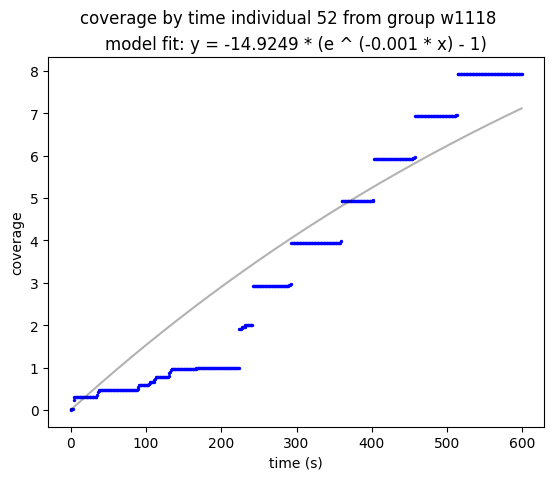 coverage by time individual 52 from group w1118
model fit: y = -14.9249 * (e ^ (-0.001 * x) - 1)
coverage
8
7
6
5
4
3
2
1
0
0 100 200 300 400 500 600
time (s)